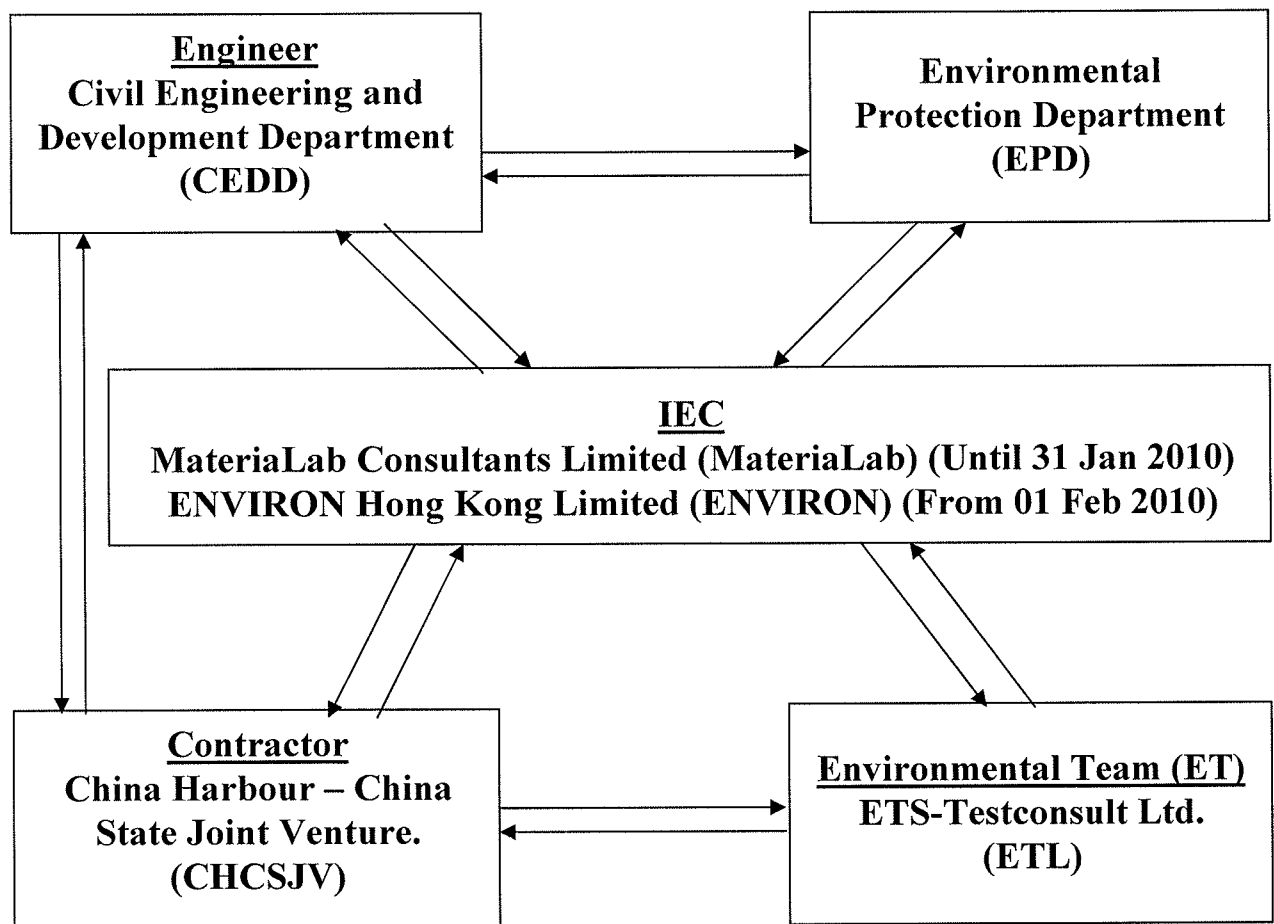 Engineer
Civil Engineering and
Development Department
(CEDD)
Environmental
Protection Department
(EPD)
IEC
MateriaLab Consultants Limited (MateriaLab) (Until 31 Jan 2010)
ENVIRON Hong Kong Limited (ENVIRON) (From 01 Feb 2010)
Contractor
China Harbour – China
State Joint Venture.
(CHCSJV)
Environmental Team (ET)
ETS-Testconsult Ltd.
(ETL)